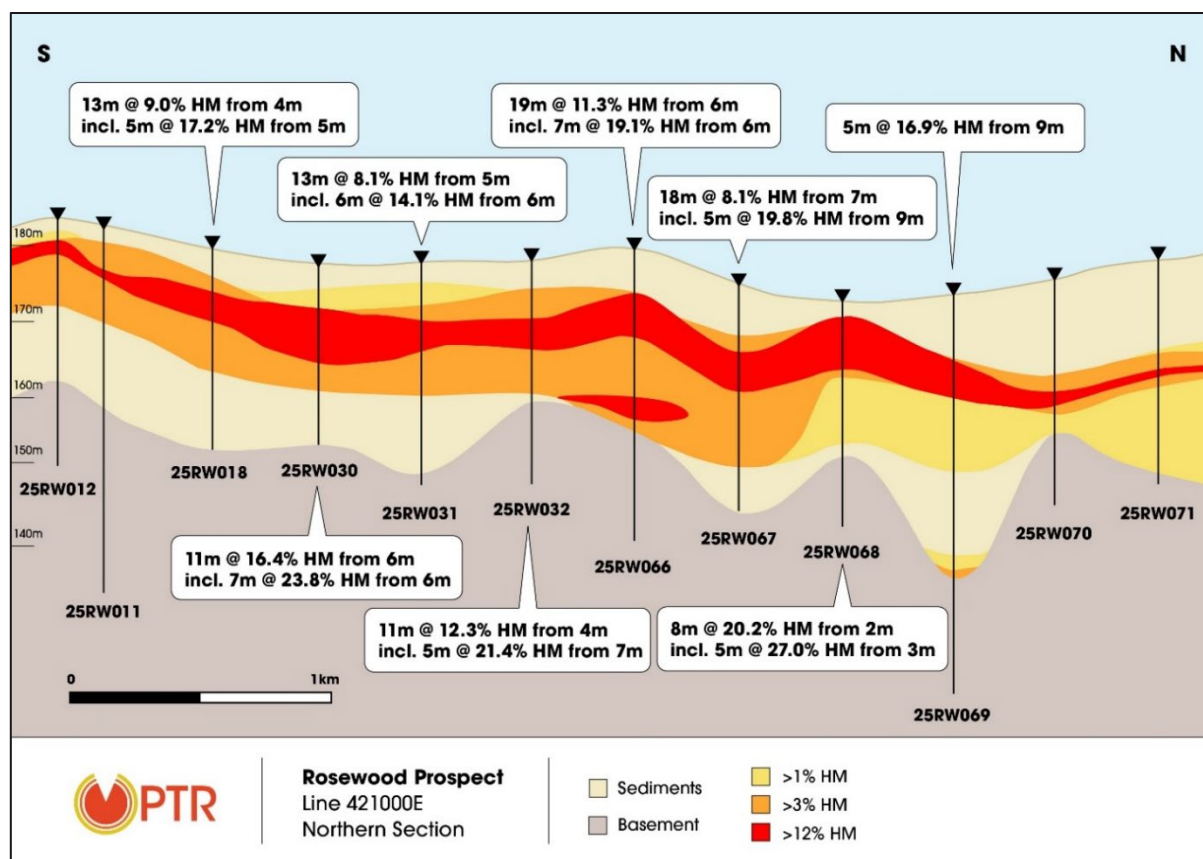 S
N
13m @ 9.0% HM from 4m
incl. 5m @ 17.2% HM from 5m
19m @ 11.3% HM from 6m
incl. 7m @ 19.1% HM from 6m
5m @ 16.9% HM from 9m
13m @ 8.1% HM from 5m
incl. 6m @ 14.1% HM from 6m
18m @ 8.1% HM from 7m
incl. 5m @ 19.8% HM from 9m
180m
170m
160m
150m
140m
25RW012
25RW011
25RW018
25RW030
25RW031
25RW032
25RW066
25RW067
25RW068
25RW069
25RW070
25RW071
11m @ 16.4% HM from 6m
incl. 7m @ 23.8% HM from 6m
11m @ 12.3% HM from 4m
incl. 5m @ 21.4% HM from 7m
8m @ 20.2% HM from 2m
incl. 5m @ 27.0% HM from 3m
0
1km
PTR
Rosewood Prospect
Line 421000E
Northern Section
Sediments
Basement
>1% HM
>3% HM
>12% HM